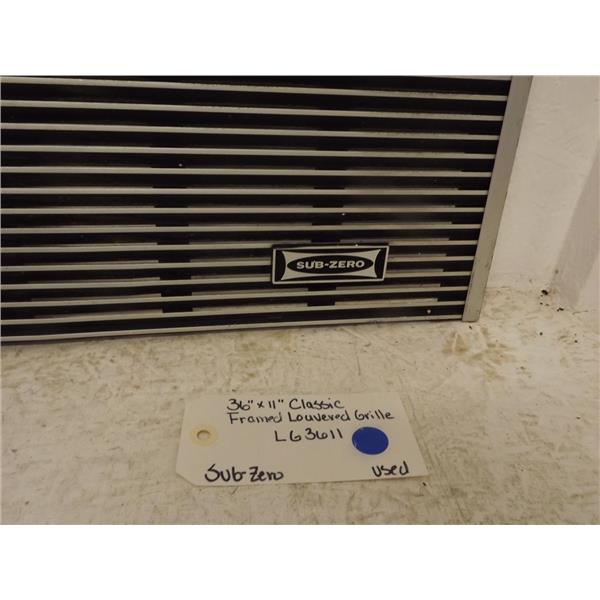 SUB-ZERO
36" x 11" Classic
Framed Louvered Grille
LG3611
Sub-Zero
used